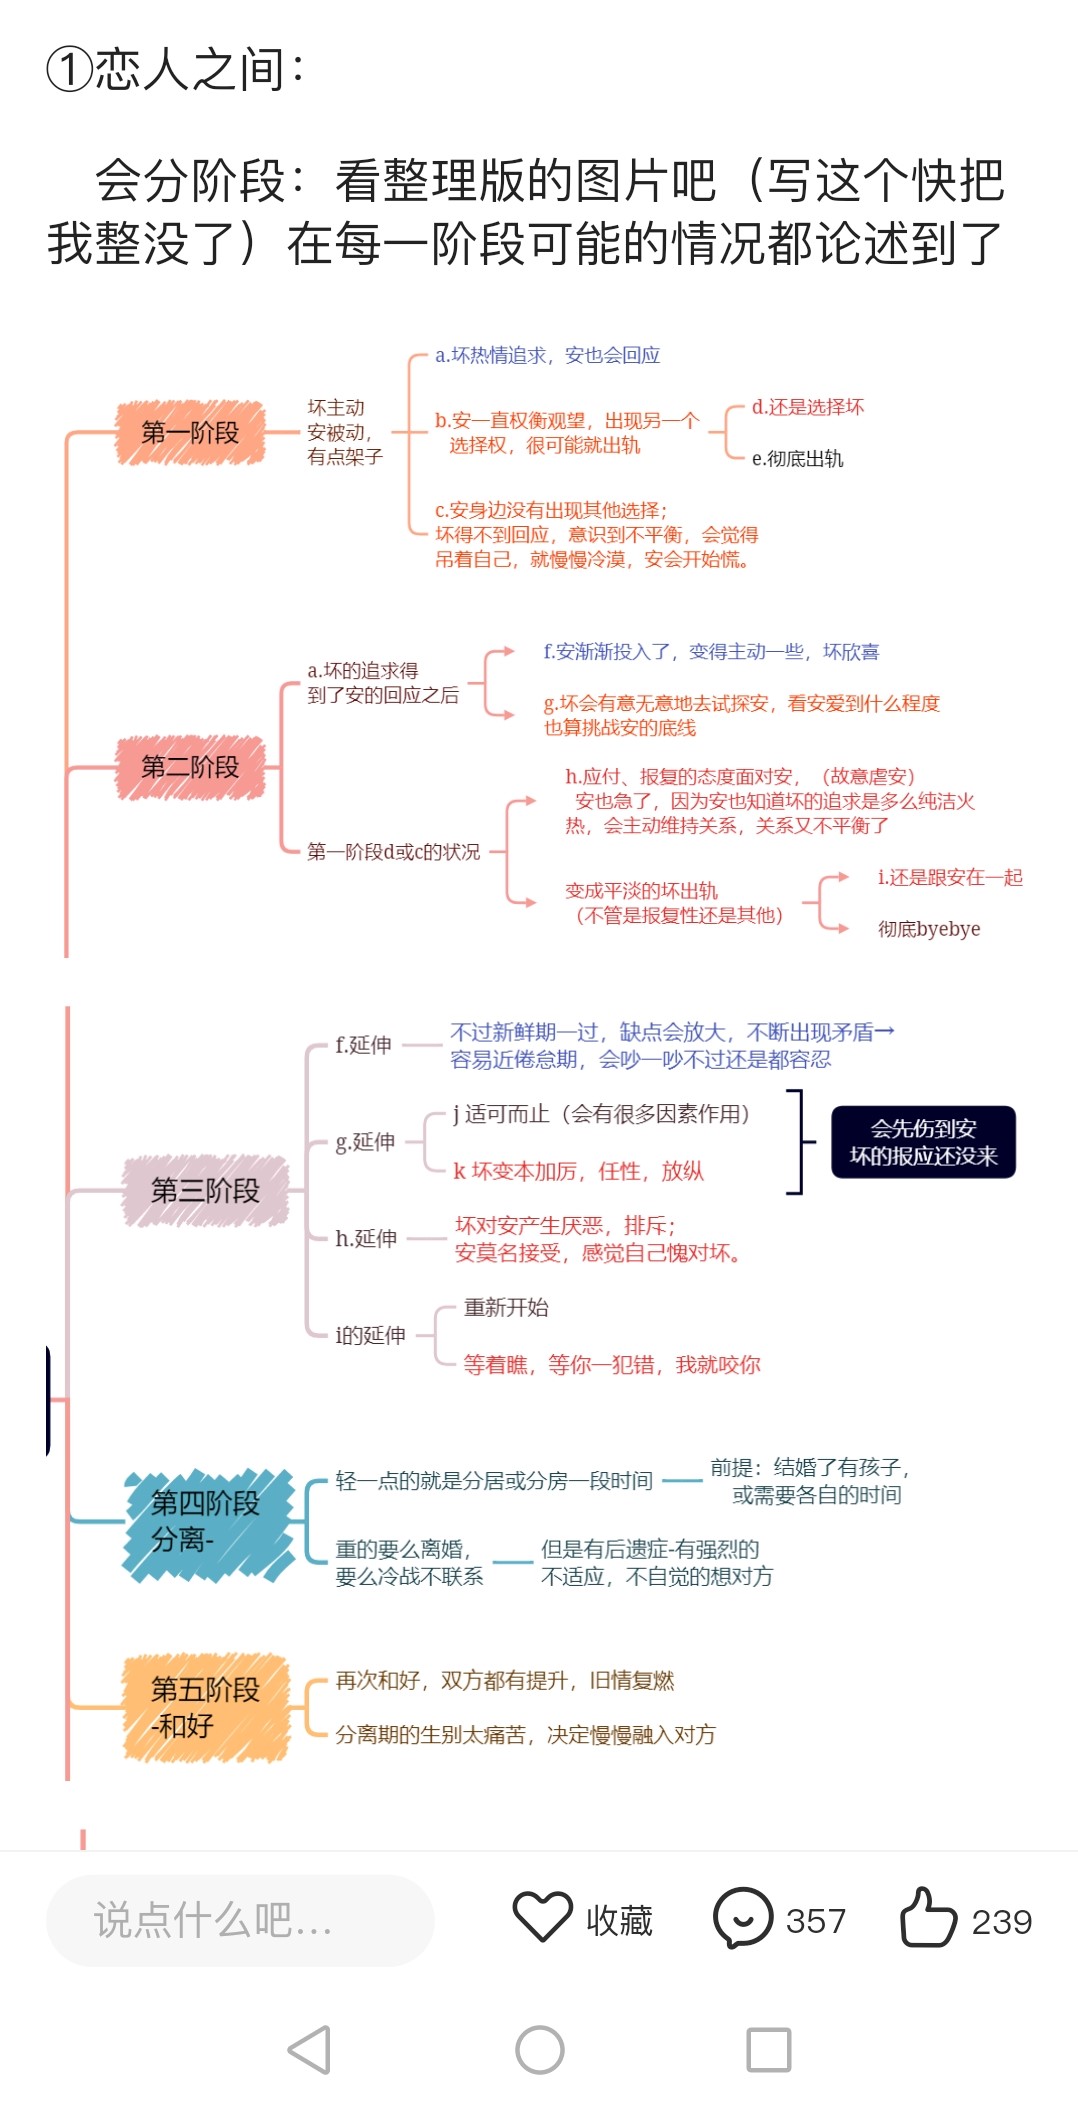 ①恋人之间：
会分阶段：看整理版的图片吧（写这个快把
我整没了）在每一阶段可能的情况都论述到了
第一阶段
坏主动
安被动，
有点架子
a.坏热情追求，安也会回应
b.安一直权衡观望，出现另一个
选择权，很可能就出轨
d.还是选择坏
e.彻底出轨
c.安身边没有出现其他选择；
坏得不到回应，意识到不平衡，会觉得
吊着自己，就慢慢冷漠，安会开始慌。
第二阶段
a.坏的追求得
到了安的回应之后
f.安渐渐投入了，变得主动一些，坏欣喜
g.坏会有意无意地去试探安，看安爱到什么程度
也算挑战安的底线
第一阶段d或c的状况
h.应付、报复的态度面对安，（故意虐安）
安也急了，因为安也知道坏的追求是多么纯洁火
热，会主动维持关系，关系又不平衡了
变成平淡的坏出轨
（不管是报复性还是其他）
i.还是跟安在一起
彻底byebye
第三阶段
f.延伸
不过新鲜期一过，缺点会放大，不断出现矛盾→
容易近倦怠期，会吵一吵不过还是都容忍
g.延伸
j 适可而止（会有很多因素作用）
k 坏变本加厉，任性，放纵
会先伤到安
坏的报应还没来
h.延伸
坏对安产生厌恶，排斥；
安莫名接受，感觉自己愧对坏。
i的延伸
重新开始
等着瞧，等你一犯错，我就咬你
第四阶段
分离-
轻一点的就是分居或分房一段时间
前提：结婚了有孩子，
或需要各自的时间
重的要么离婚，
要么冷战不联系
但是有后遗症-有强烈的
不适应，不自觉的想对方
第五阶段
-和好
再次和好，双方都有提升，旧情复燃
分离期的生别太痛苦，决定慢慢融入对方
说点什么吧...
收藏
357
239